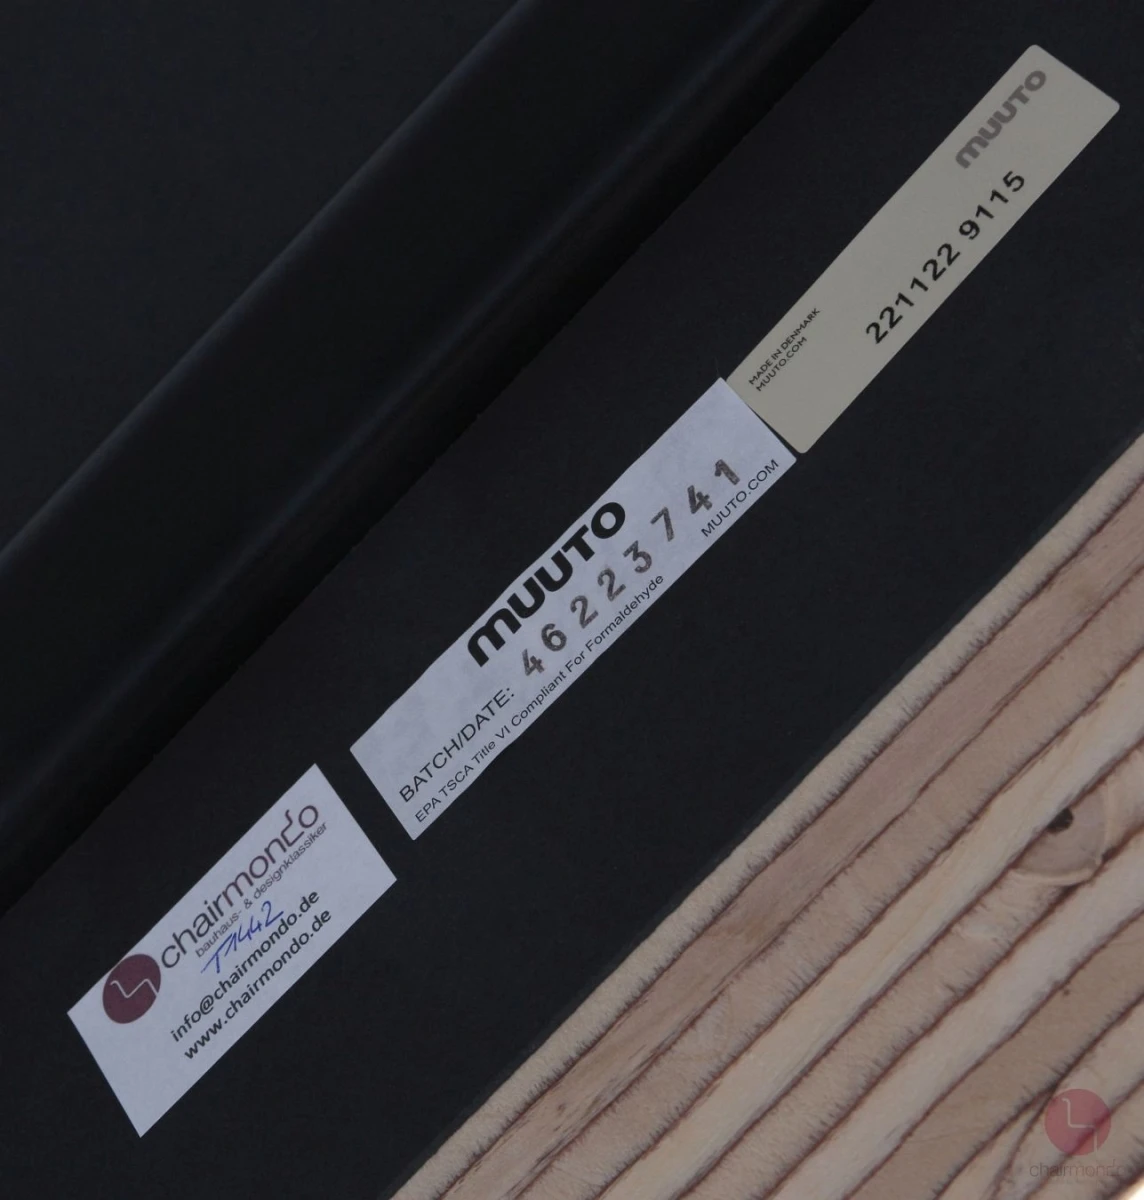 muuto
221122 9115
MADE IN DENMARK
MUUTO.COM
muuto
BATCH/DATE: 46223741
EPA TSCA Title VI Compliant For Formaldehyde
MUUTO.COM
chairmondo
bauhaus- & designklassiker
T1442
info@chairmondo.de
www.chairmondo.de
chairmondo